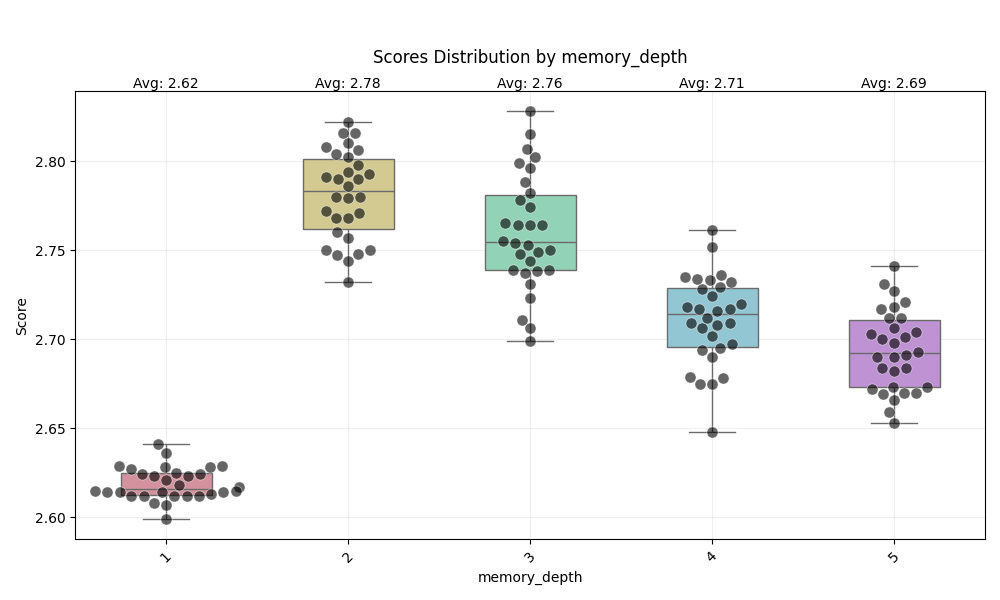 Scores Distribution by memory_depth
Avg: 2.62 Avg: 2.78 Avg: 2.76 Avg: 2.71 Avg: 2.69
2.80
2.75
2.70
2.65
2.60
Score
1 2 3 4 5
memory_depth